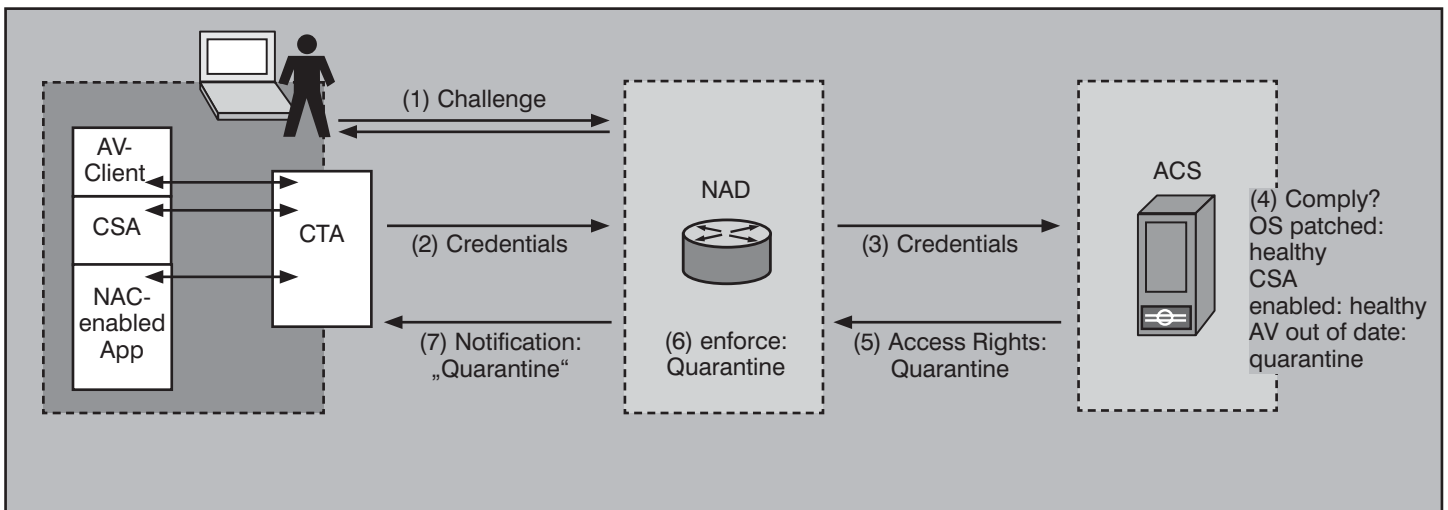 (1) Challenge
AV-
Client
CSA
NAC-
enabled
App
CTA
(2) Credentials
(7) Notification:
„Quarantine“
NAD
(6) enforce:
Quarantine
(3) Credentials
(5) Access Rights:
Quarantine
ACS
(4) Comply?
OS patched:
healthy
CSA
enabled: healthy
AV out of date:
quarantine